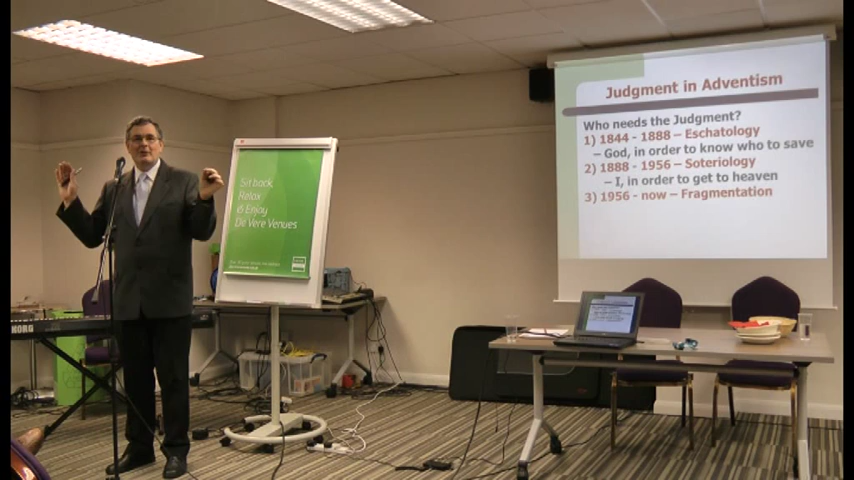 Judgment in Adventism
Who needs the Judgment?
1) 1844 - 1888 – Eschatology
– God, in order to know who to save
2) 1888 - 1956 – Soteriology
– I, in order to get to heaven
3) 1956 - now – Fragmentation
Sit back,
Relax
& Enjoy
De Vere Venues
KORG